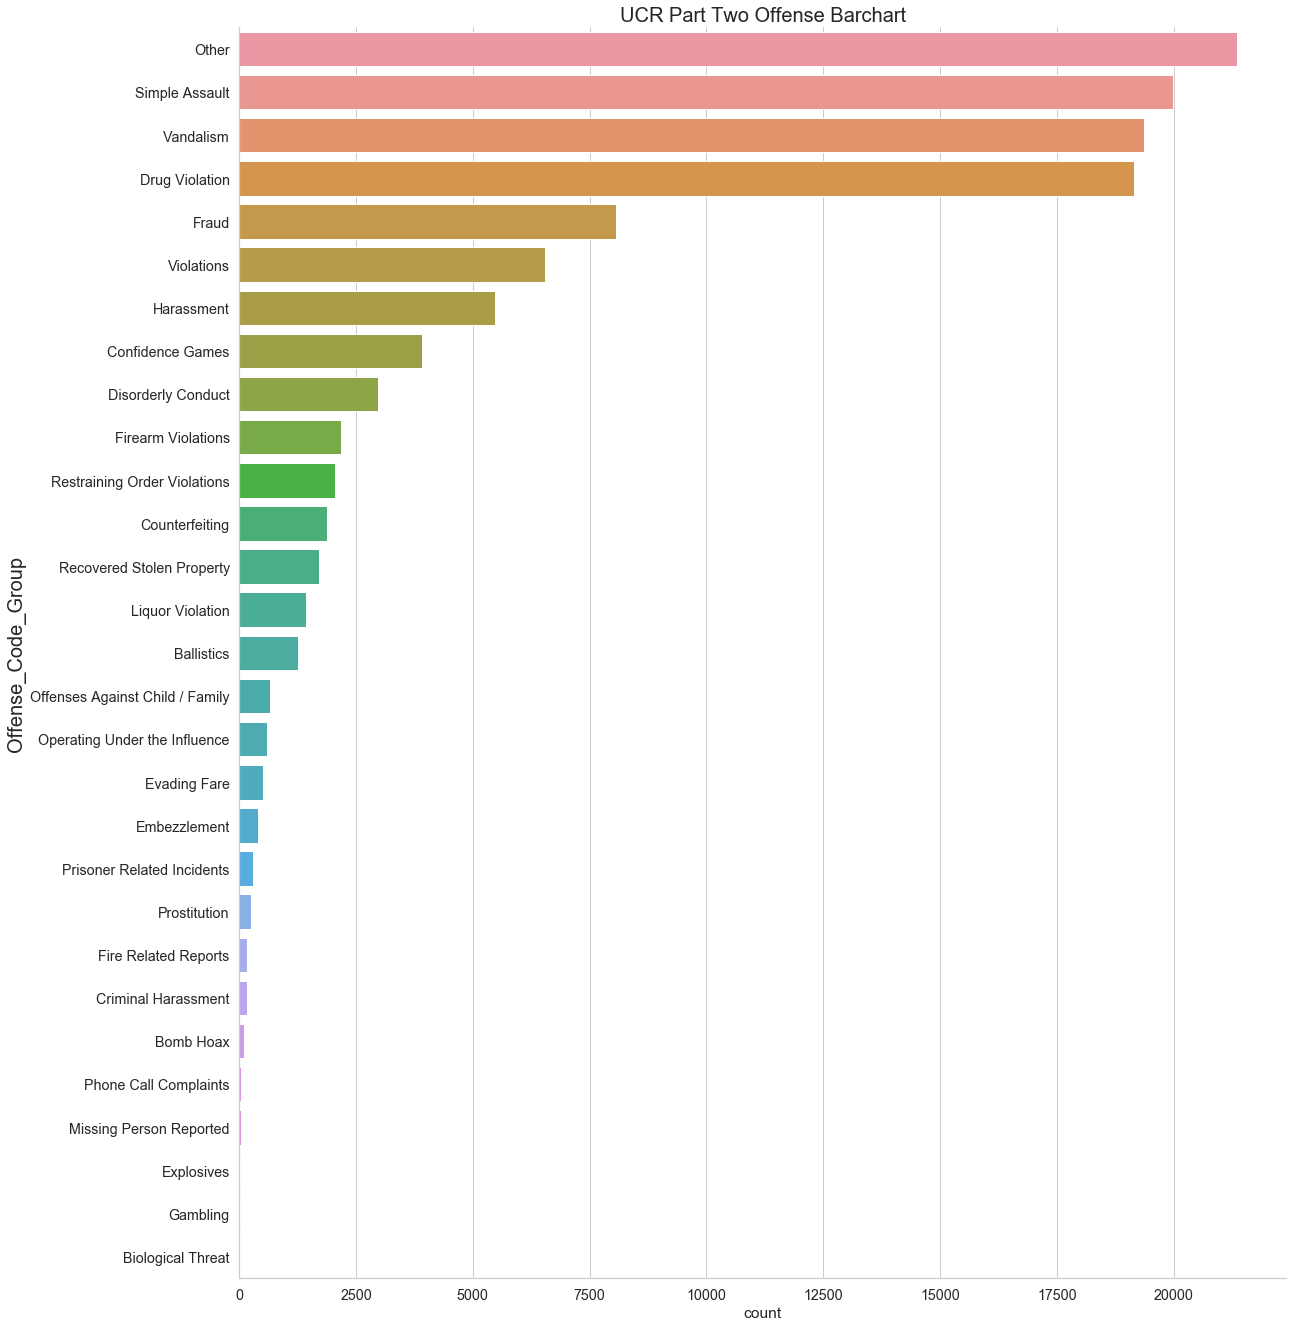 UCR Part Two Offense Barchart
Offense_Code_Group
Other
Simple Assault
Vandalism
Drug Violation
Fraud
Violations
Harassment
Confidence Games
Disorderly Conduct
Firearm Violations
Restraining Order Violations
Counterfeiting
Recovered Stolen Property
Liquor Violation
Ballistics
Offenses Against Child / Family
Operating Under the Influence
Evading Fare
Embezzlement
Prisoner Related Incidents
Prostitution
Fire Related Reports
Criminal Harassment
Bomb Hoax
Phone Call Complaints
Missing Person Reported
Explosives
Gambling
Biological Threat
0 2500 5000 7500 10000 12500 15000 17500 20000
count